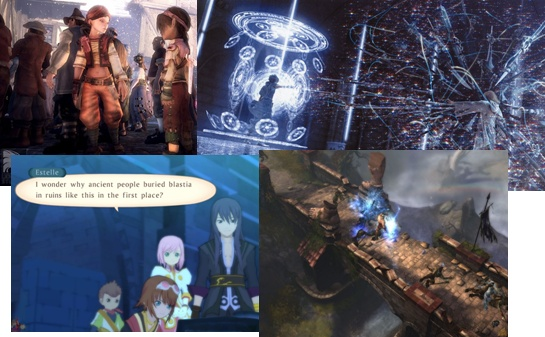 Estelle
I wonder why ancient people buried blastia
in ruins like this in the first place?